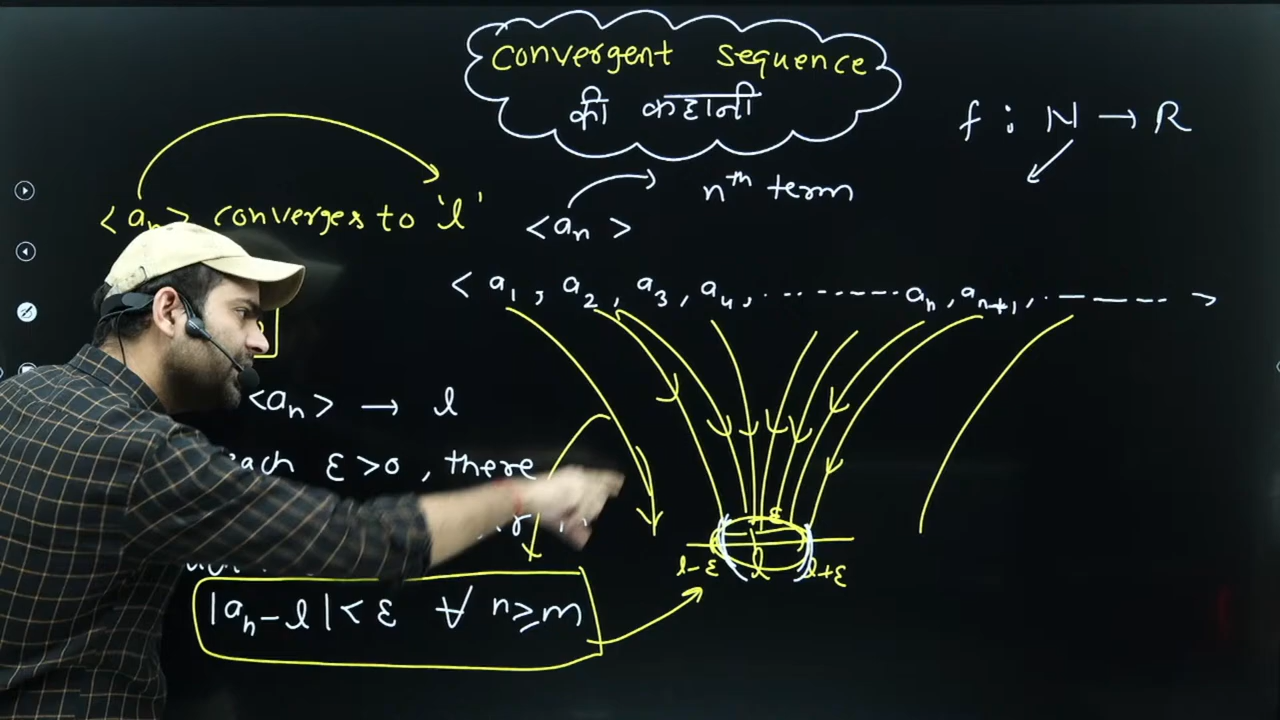 convergent sequence
की कहानी
f : N → R
nth term
<an> converges to 'l'
<an>
< a1, a2, a3, a4, ........ an, an+1, .------ >
<an> → l
ε>0 , there
|an-l| < ε ∀ n≥m
ε
l-ε l l+ε